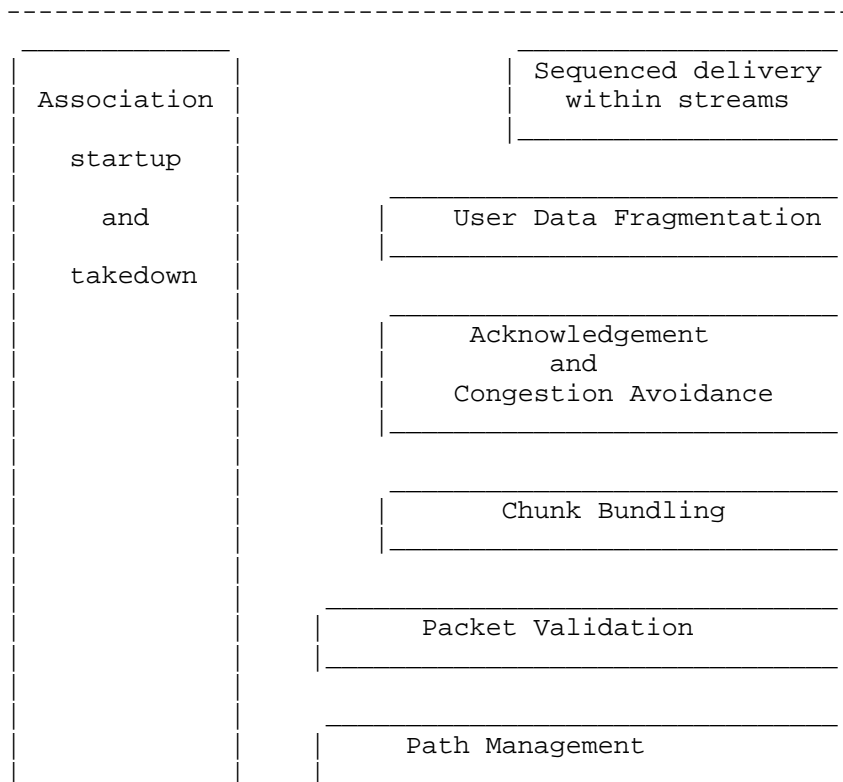 Sequenced delivery
Association within streams
startup
and User Data Fragmentation
takedown
Acknowledgement
and
Congestion Avoidance
Chunk Bundling
Packet Validation
Path Management